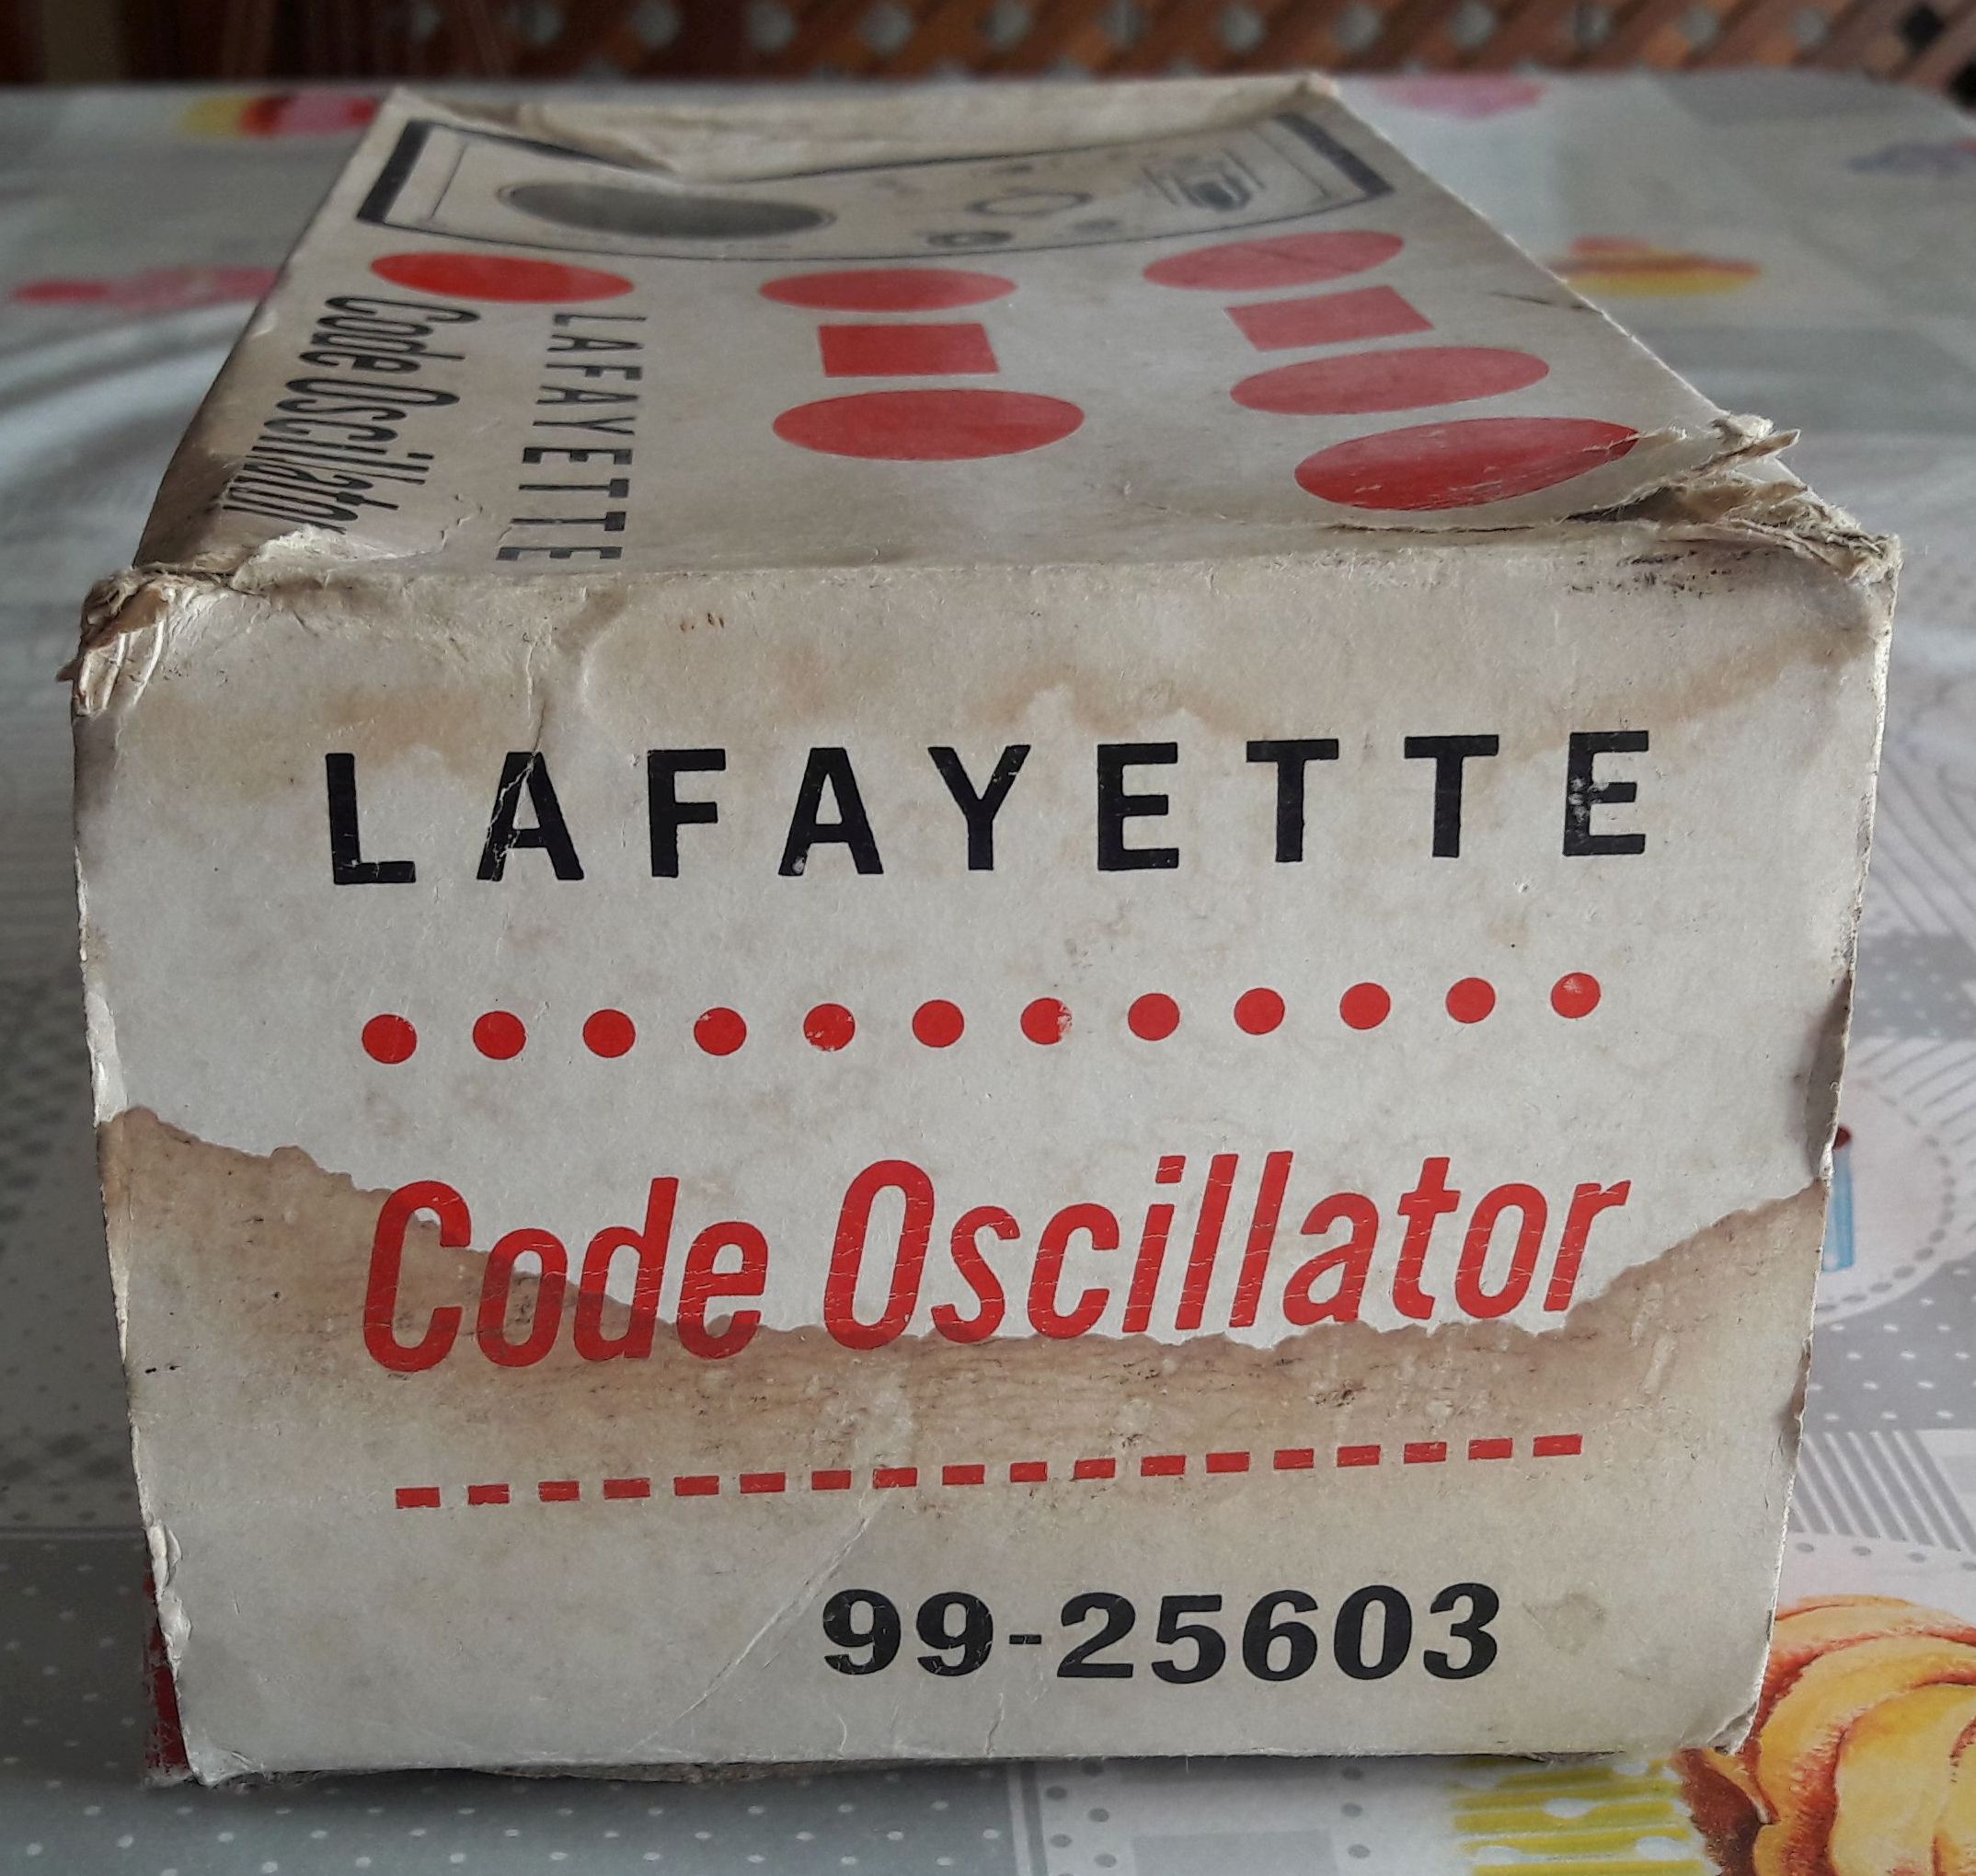 Code Oscillator
LAFAYETTE
LAFAYETTE
Code Oscillator
99-25603